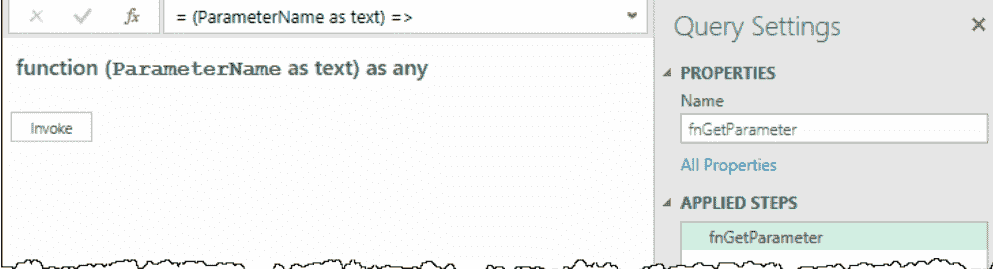 fx = (ParameterName as text) =>
function (ParameterName as text) as any
Invoke
Query Settings
PROPERTIES
Name
fnGetParameter
All Properties
APPLIED STEPS
fnGetParameter